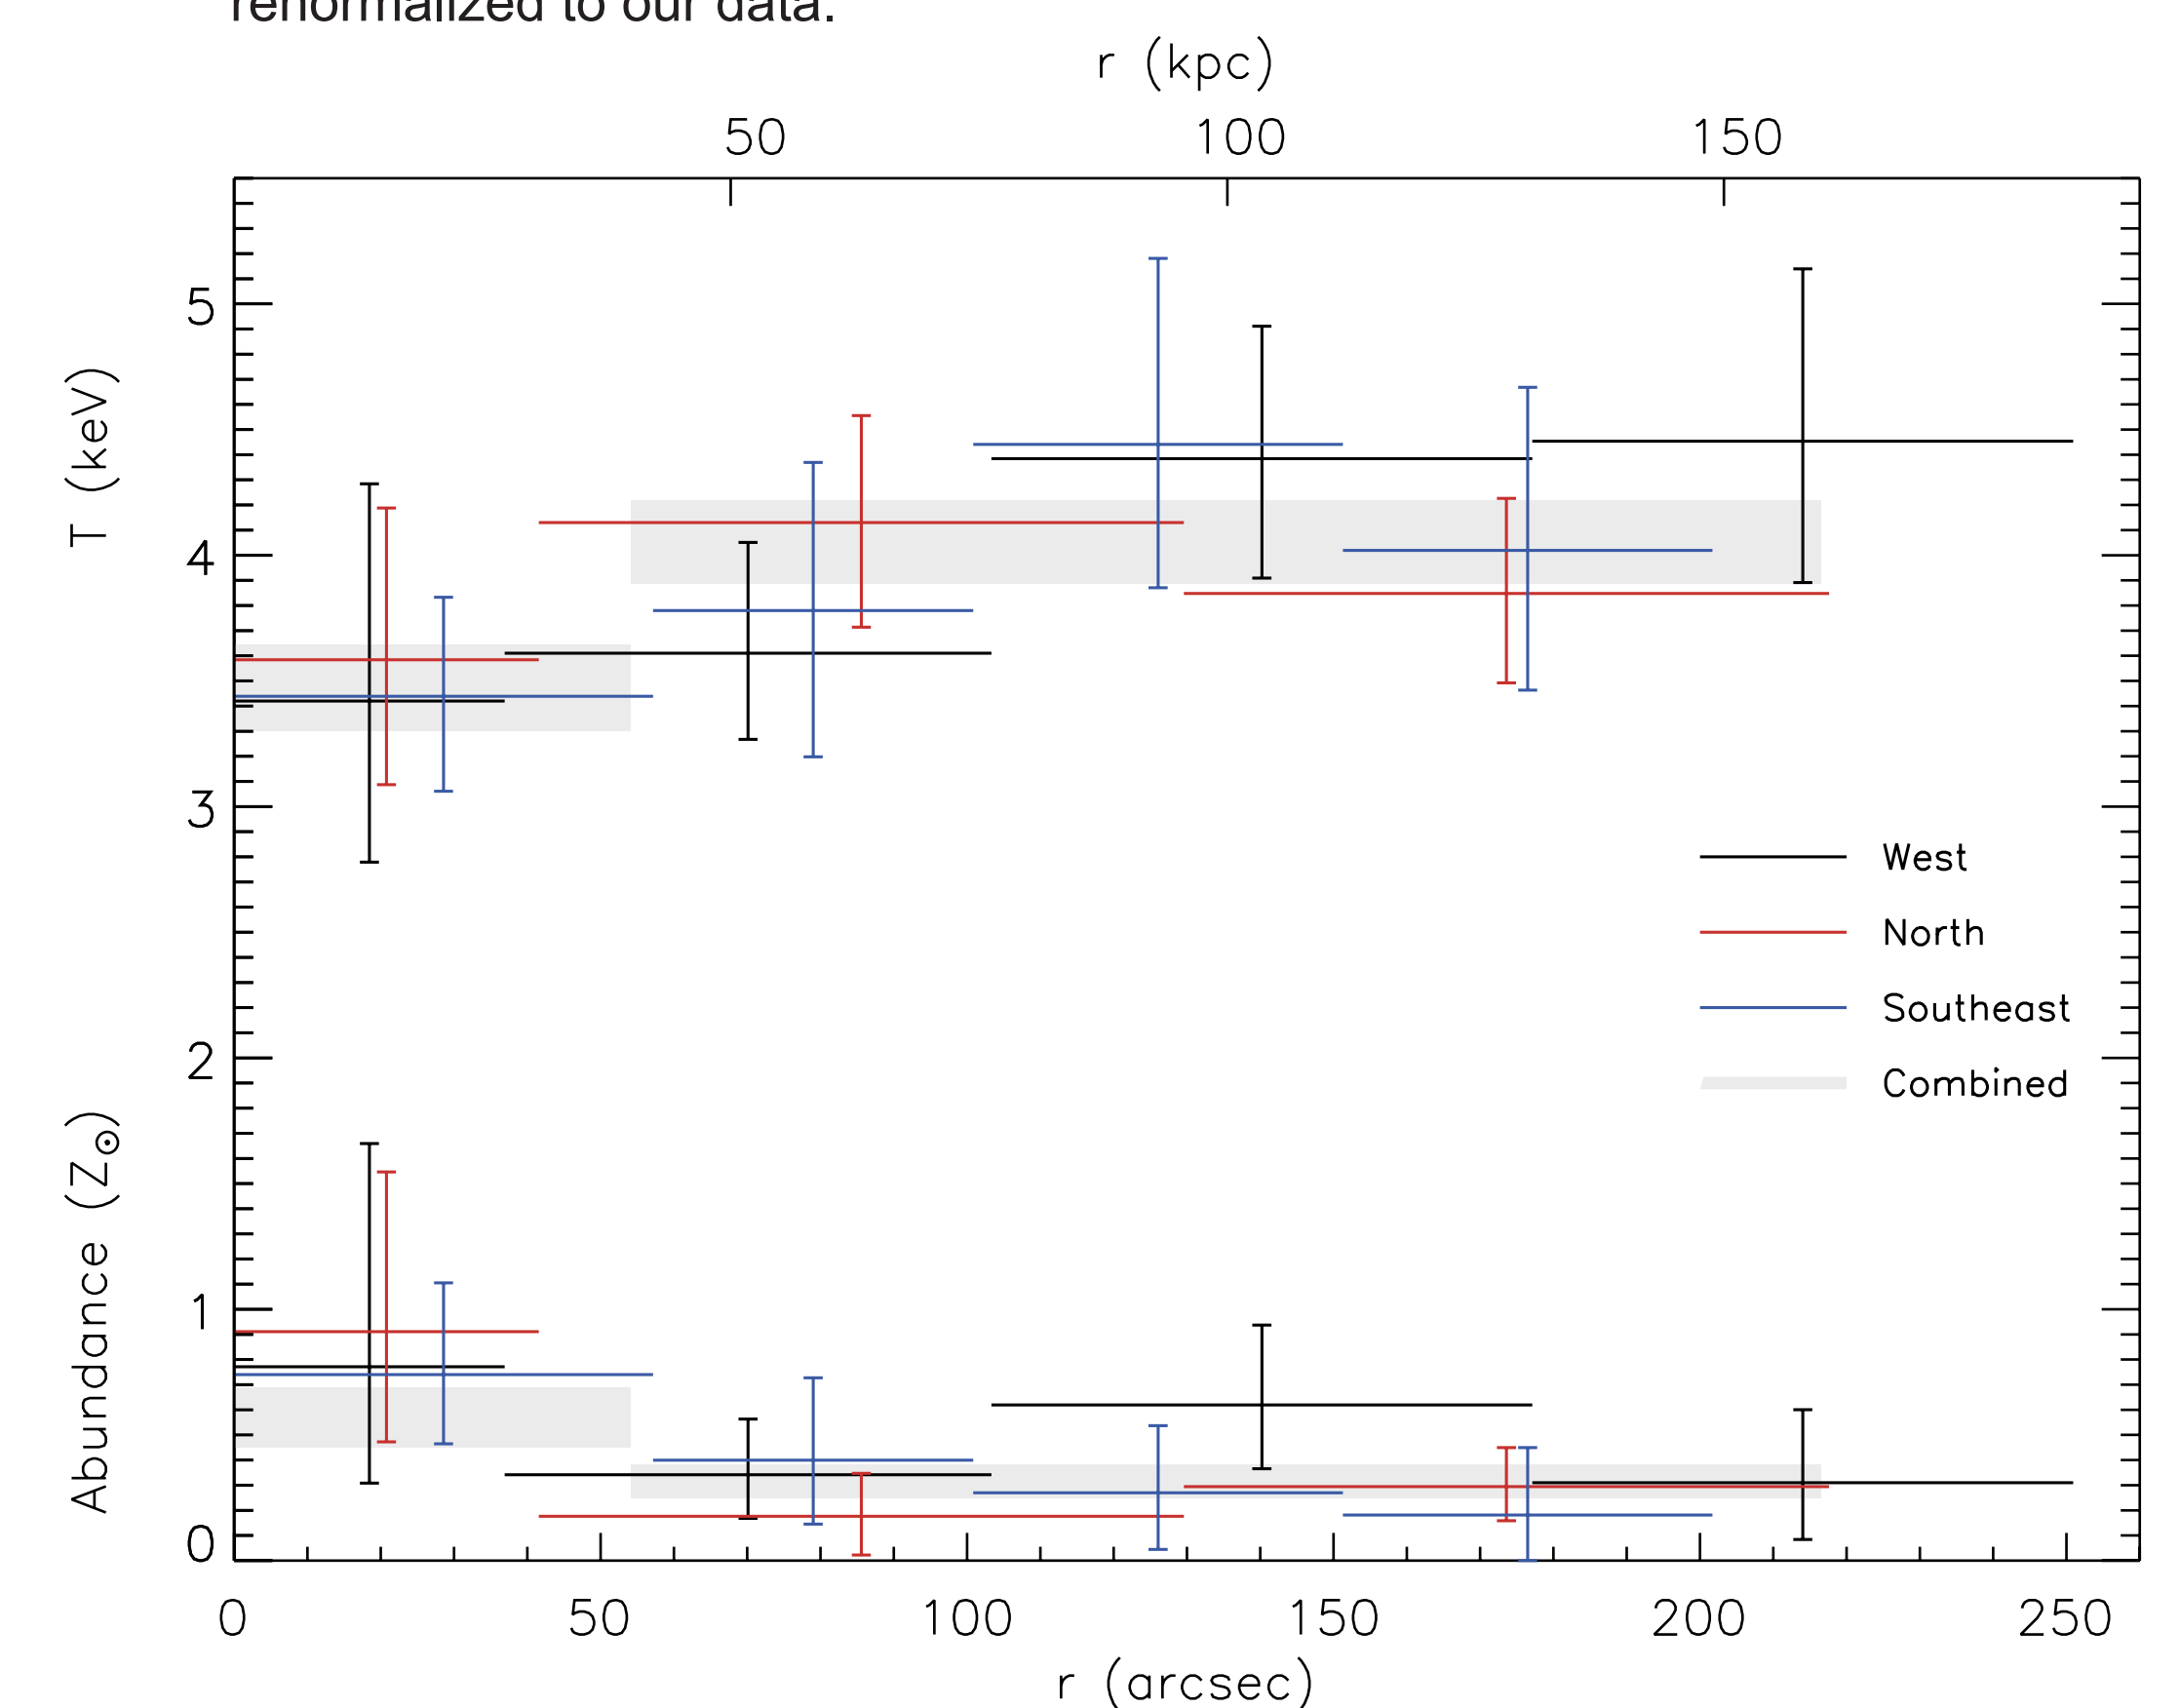 renormalized to our data.
r (kpc)
50 100 150
T (keV)
5
4
3
2
1
0
Abundance (Z☉)
West
North
Southeast
Combined
0 50 100 150 200 250
r (arcsec)